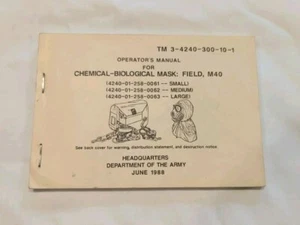 TM 3-4240-300-10-1
OPERATOR'S MANUAL
FOR
CHEMICAL-BIOLOGICAL MASK: FIELD, M40
(4240-01-258-0061 -- SMALL)
(4240-01-258-0062 -- MEDIUM)
(4240-01-258-0063 -- LARGE)
See back cover for warning, distribution statement, and destruction notice.
HEADQUARTERS
DEPARTMENT OF THE ARMY
JUNE 1988